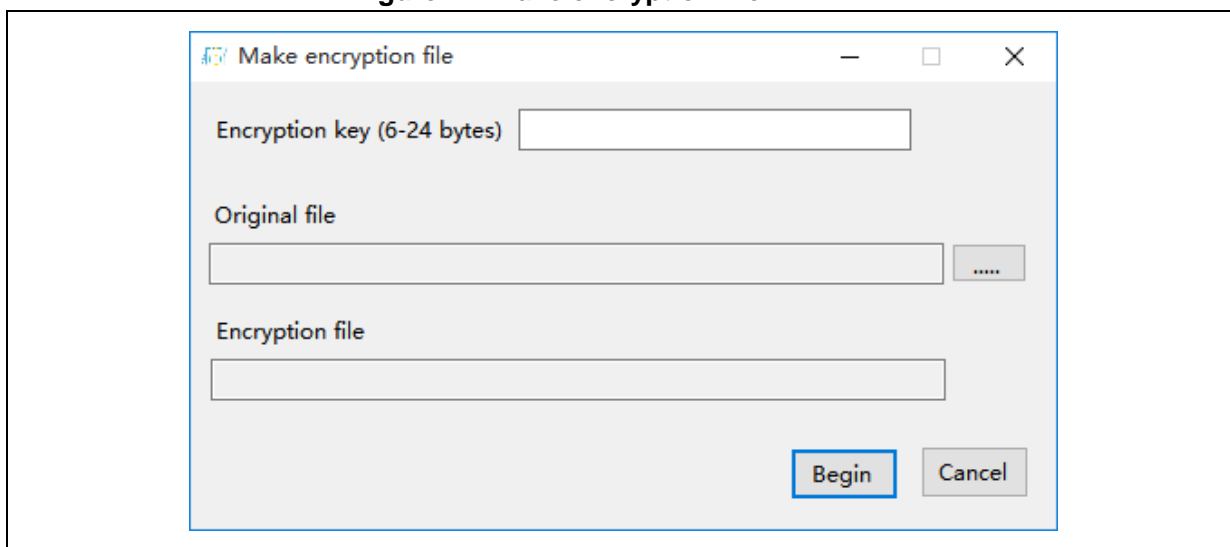 Make encryption file
Encryption key (6-24 bytes)
Original file
.....
Encryption file
Begin Cancel